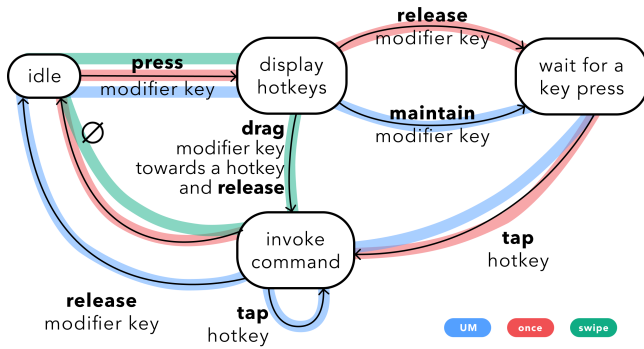 release
modifier key
idle
press
modifier key
display
hotkeys
wait for a
key press
maintain
modifier key
∅
drag
modifier key
towards a hotkey
and release
invoke
command
tap
hotkey
release
modifier key
tap
hotkey
UM
once
swipe